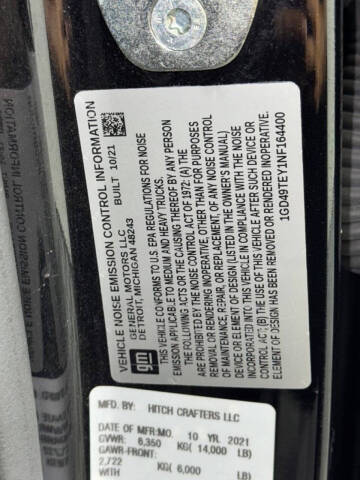 VEHICLE NOISE EMISSION CONTROL INFORMATION
GENERAL MOTORS LLC BUILT 10/21
DETROIT, MICHIGAN 48243
gm
THIS VEHICLE CONFORMS TO U.S. EPA REGULATIONS FOR NOISE
EMISSION APPLICABLE TO MEDIUM AND HEAVY TRUCKS.
THE FOLLOWING ACTS OR THE CAUSING THEREOF BY ANY PERSON
ARE PROHIBITED BY THE NOISE CONTROL ACT OF 1972: (A) THE
REMOVAL OR RENDERING INOPERATIVE, OTHER THAN FOR PURPOSES
OF MAINTENANCE, REPAIR, OR REPLACEMENT, OF ANY NOISE CONTROL
DEVICE OR ELEMENT OF DESIGN (LISTED IN THE OWNER'S MANUAL)
INCORPORATED INTO THIS VEHICLE IN COMPLIANCE WITH THE NOISE
CONTROL ACT; (B) THE USE OF THIS VEHICLE AFTER SUCH DEVICE OR
ELEMENT OF DESIGN HAS BEEN REMOVED OR RENDERED
INOPERATIVE BY ANY PERSON.
1GD49TEY1NF164400
MFD. BY: HITCH CRAFTERS LLC
DATE OF MFR:MO. 10 YR. 2021
GVWR: 6,350 KG( 14,000 LB)
GAWR-FRONT:
2,722 KG( 6,000 LB)
WITH